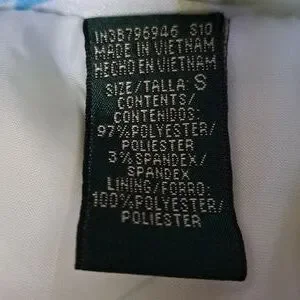 IN3B796946 S10
MADE IN VIETNAM
HECHO EN VIETNAM
SIZE/TALLA: S
CONTENTS/
CONTENIDOS:
97%POLYESTER/
POLIESTER
3%SPANDEX/
SPANDEX
LINING/FORRO:
100%POLYESTER/
POLIESTER